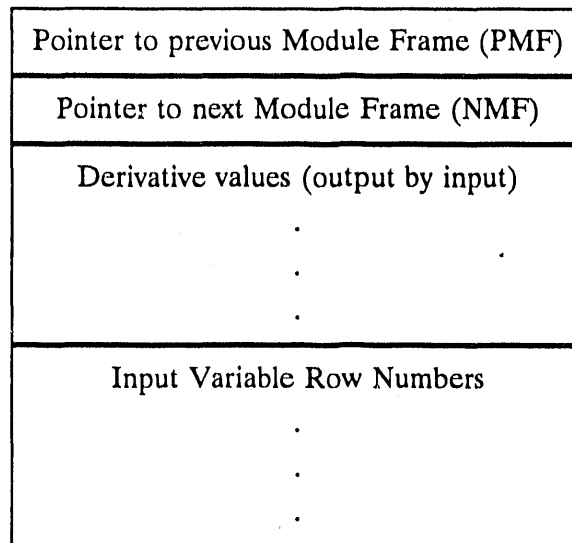 Pointer to previous Module Frame (PMF)
Pointer to next Module Frame (NMF)
Derivative values (output by input)
.
.
.
Input Variable Row Numbers
.
.
.